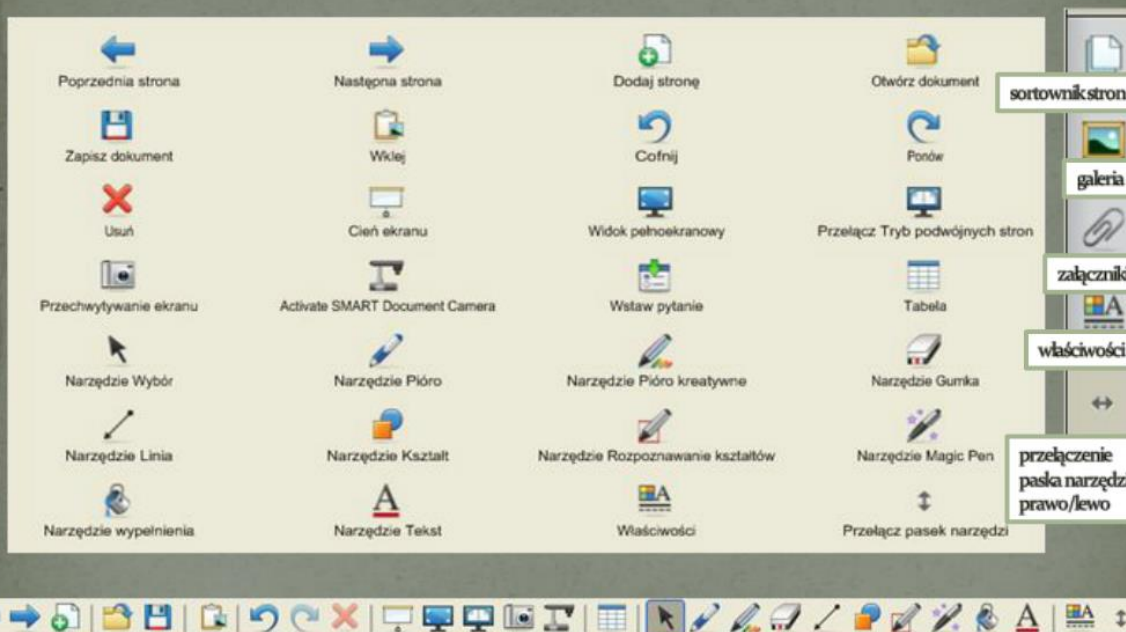 Poprzednia strona
Następna strona
Dodaj stronę
Otwórz dokument
sortownik stron
Zapisz dokument
Wklej
Cofnij
Ponów
galeria
Usuń
Cień ekranu
Widok pełnoekranowy
Przełącz Tryb podwójnych stron
załączniki
Przechwytywanie ekranu
Activate SMART Document Camera
Wstaw pytanie
Tabela
właściwości
Narzędzie Wybór
Narzędzie Pióro
Narzędzie Pióro kreatywne
Narzędzie Gumka
Narzędzie Linia
Narzędzie Kształt
Narzędzie Rozpoznawanie kształtów
Narzędzie Magic Pen
przełączenie
paska narzędzi
prawo/lewo
Narzędzie wypełnienia
Narzędzie Tekst
Właściwości
Przełącz pasek narzędzi